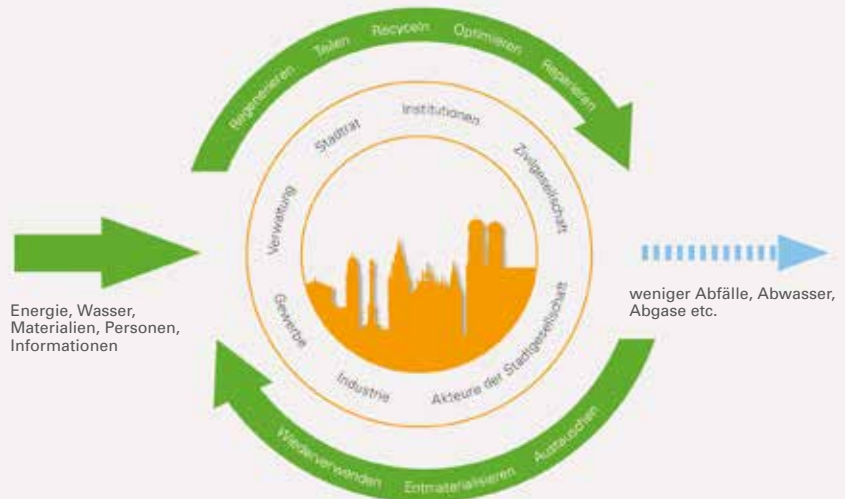 Regenerieren Teilen Recyceln Optimieren Reparieren
Verwaltung Stadtrat Institutionen Zivilgesellschaft
Energie, Wasser,
Materialien, Personen,
Informationen
weniger Abfälle, Abwasser,
Abgase etc.
Gewerbe Industrie Akteure der Stadtgesellschaft
Wiederverwenden Entmaterialisieren Austauschen